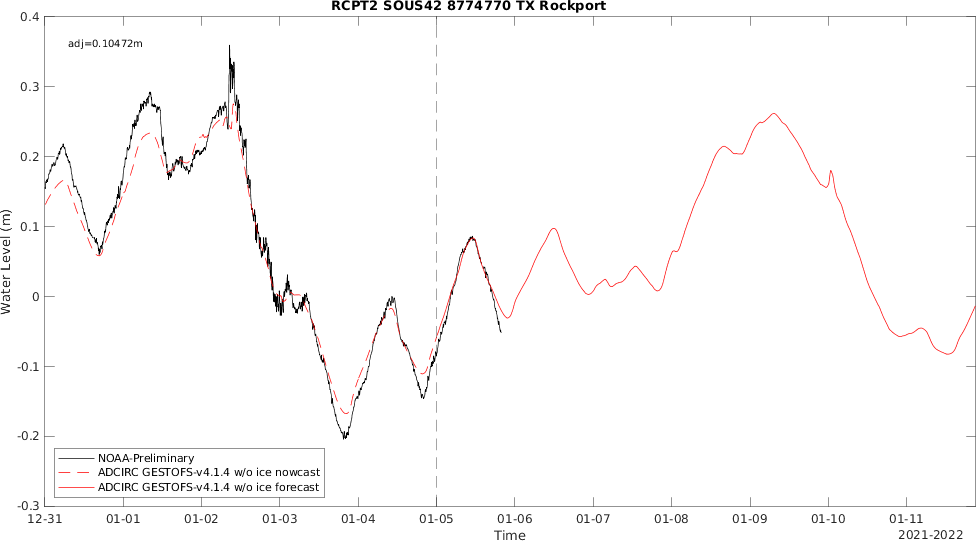 RCPT2 SOUS42 8774770 TX Rockport
adj=0.10472m
0.4
0.3
0.2
0.1
0
-0.1
-0.2
-0.3
Water Level (m)
NOAA-Preliminary
ADCIRC GESTOFS-v4.1.4 w/o ice nowcast
ADCIRC GESTOFS-v4.1.4 w/o ice forecast
12-31 01-01 01-02 01-03 01-04 01-05 01-06 01-07 01-08 01-09 01-10 01-11
Time
2021-2022